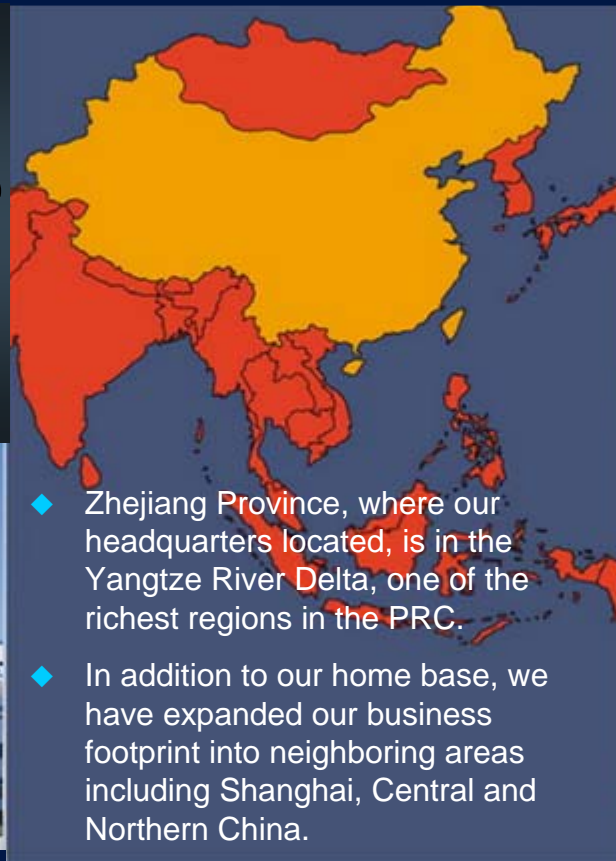 Zhejiang Province, where our
headquarters located, is in the
Yangtze River Delta, one of the
richest regions in the PRC.
In addition to our home base, we
have expanded our business
footprint into neighboring areas
including Shanghai, Central and
Northern China.